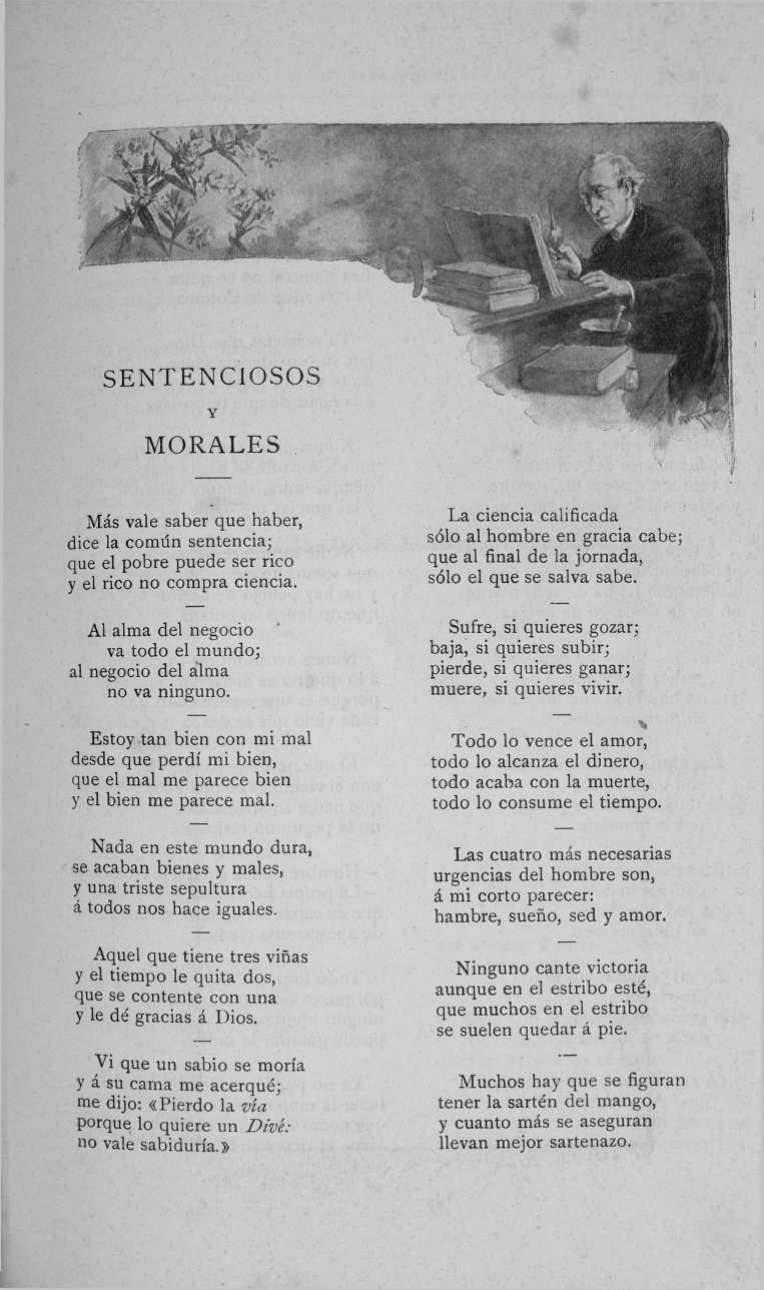 SENTENCIOSOS
Y
MORALES
Más vale saber que haber,
dice la común sentencia;
que el pobre puede ser rico
y el rico no compra ciencia.
Al alma del negocio
va todo el mundo;
al negocio del alma
no va ninguno.
Estoy tan bien con mi mal
desde que perdí mi bien,
que el mal me parece bien
y el bien me parece mal.
Nada en este mundo dura,
se acaban bienes y males,
y una triste sepultura
á todos nos hace iguales.
Aquel que tiene tres viñas
y el tiempo le quita dos,
que se contente con una
y le dé gracias á Dios.
Vi que un sabio se moría
y á su cama me acerqué;
me dijo: «Pierdo la vía
porque lo quiere un Divé:
no vale sabiduría.»
La ciencia calificada
sólo al hombre en gracia cabe;
que al final de la jornada,
sólo el que se salva sabe.
Sufre, si quieres gozar;
baja, si quieres subir;
pierde, si quieres ganar;
muere, si quieres vivir.
Todo lo vence el amor,
todo lo alcanza el dinero,
todo acaba con la muerte,
todo lo consume el tiempo.
Las cuatro más necesarias
urgencias del hombre son,
á mi corto parecer:
hambre, sueño, sed y amor.
Ninguno cante victoria
aunque en el estribo esté,
que muchos en el estribo
se suelen quedar á pie.
Muchos hay que se figuran
tener la sartén del mango,
y cuanto más se aseguran
llevan mejor sartenazo.